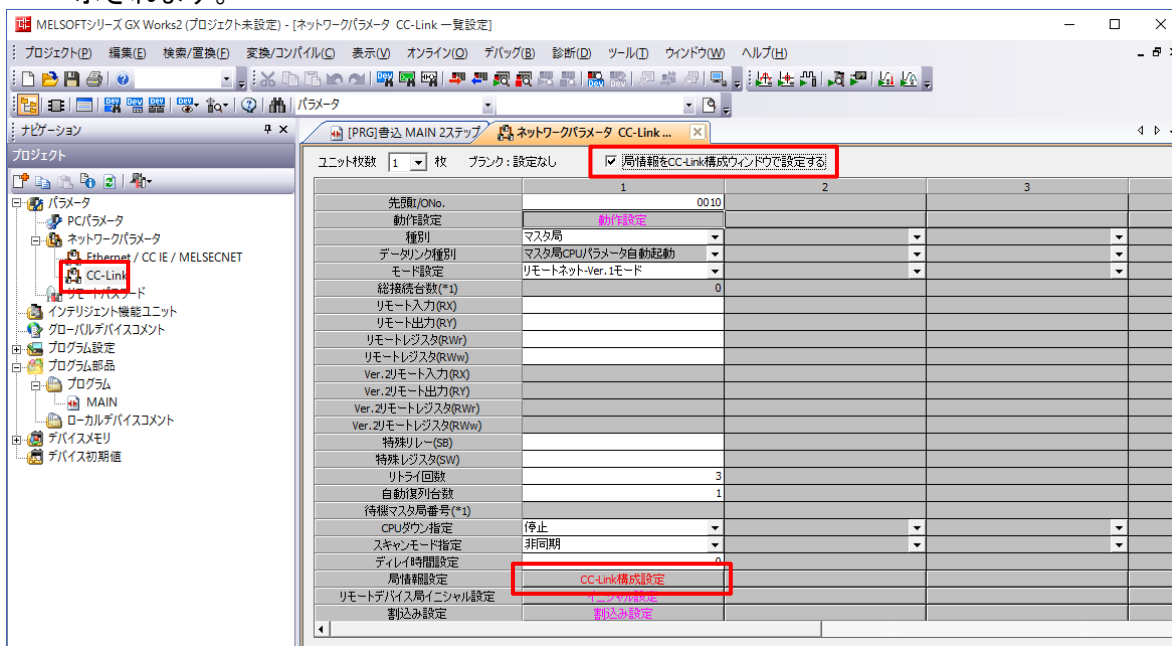 示されます。
MELSOFTシリーズ GX Works2 (プロジェクト未設定) - [ネットワークパラメータ CC-Link 一覧設定]
プロジェクト(P) 編集(E) 検索/置換(F) 変換/コンパイル(C) 表示(V) オンライン(O) デバッグ(B) 診断(D) ツール(T) ウィンドウ(W) ヘルプ(H)
パラメータ
ナビゲーション
[PRG]書込 MAIN 2ステップ ネットワークパラメータ CC-Link ...
プロジェクト
ユニット枚数 1 枚 ブランク:設定なし 局情報をCC-Link構成ウィンドウで設定する
パラメータ
PCパラメータ
ネットワークパラメータ
Ethernet / CC IE / MELSECNET
CC-Link
リモートパスワード
インテリジェント機能ユニット
グローバルデバイスコメント
プログラム設定
プログラム部品
プログラム
MAIN
ローカルデバイスコメント
デバイスメモリ
デバイス初期値
1 2 3
先頭I/ONo. 0010
動作設定 動作設定
種別 マスタ局
データリンク種別 マスタ局CPUパラメータ自動起動
モード設定 リモートネット-Ver.1モード
総接続台数(*1) 0
リモート入力(RX)
リモート出力(RY)
リモートレジスタ(RWr)
リモートレジスタ(RWw)
Ver.2リモート入力(RX)
Ver.2リモート出力(RY)
Ver.2リモートレジスタ(RWr)
Ver.2リモートレジスタ(RWw)
特殊リレー(SB)
特殊レジスタ(SW)
リトライ回数 3
自動復列台数 1
待機マスタ局番号(*1)
CPUダウン指定 停止
スキャンモード指定 非同期
ディレイ時間設定 0
局情報設定 CC-Link構成設定
リモートデバイス局イニシャル設定 イニシャル設定
割込み設定 割込み設定